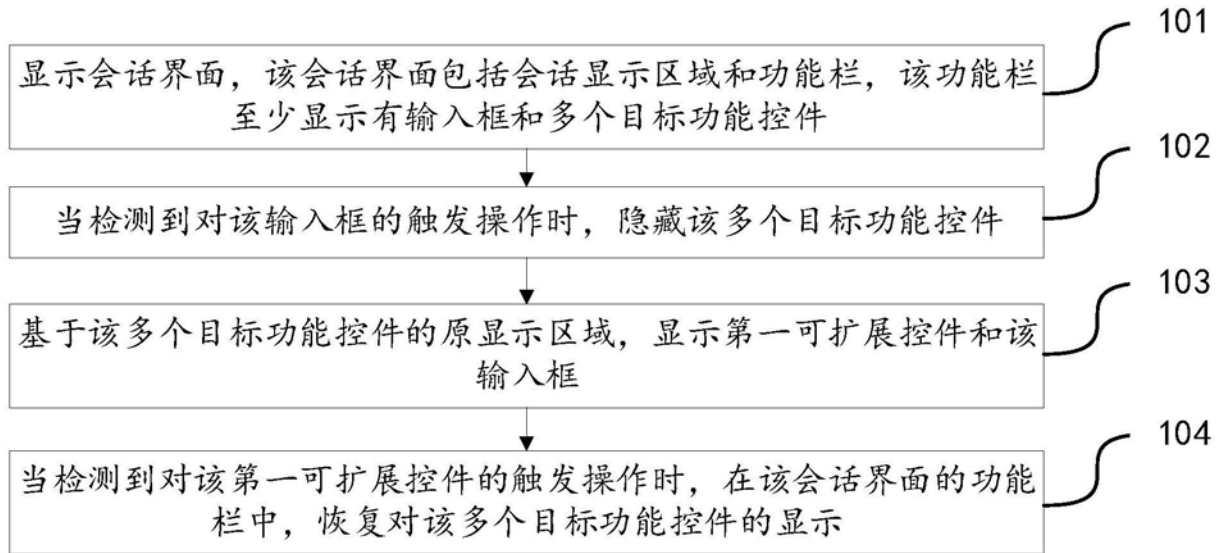 101
显示会话界面，该会话界面包括会话显示区域和功能栏，该功能栏
至少显示有输入框和多个目标功能控件
102
当检测到对该输入框的触发操作时，隐藏该多个目标功能控件
103
基于该多个目标功能控件的原显示区域，显示第一可扩展控件和该
输入框
104
当检测到对该第一可扩展控件的触发操作时，在该会话界面的功能
栏中，恢复对该多个目标功能控件的显示